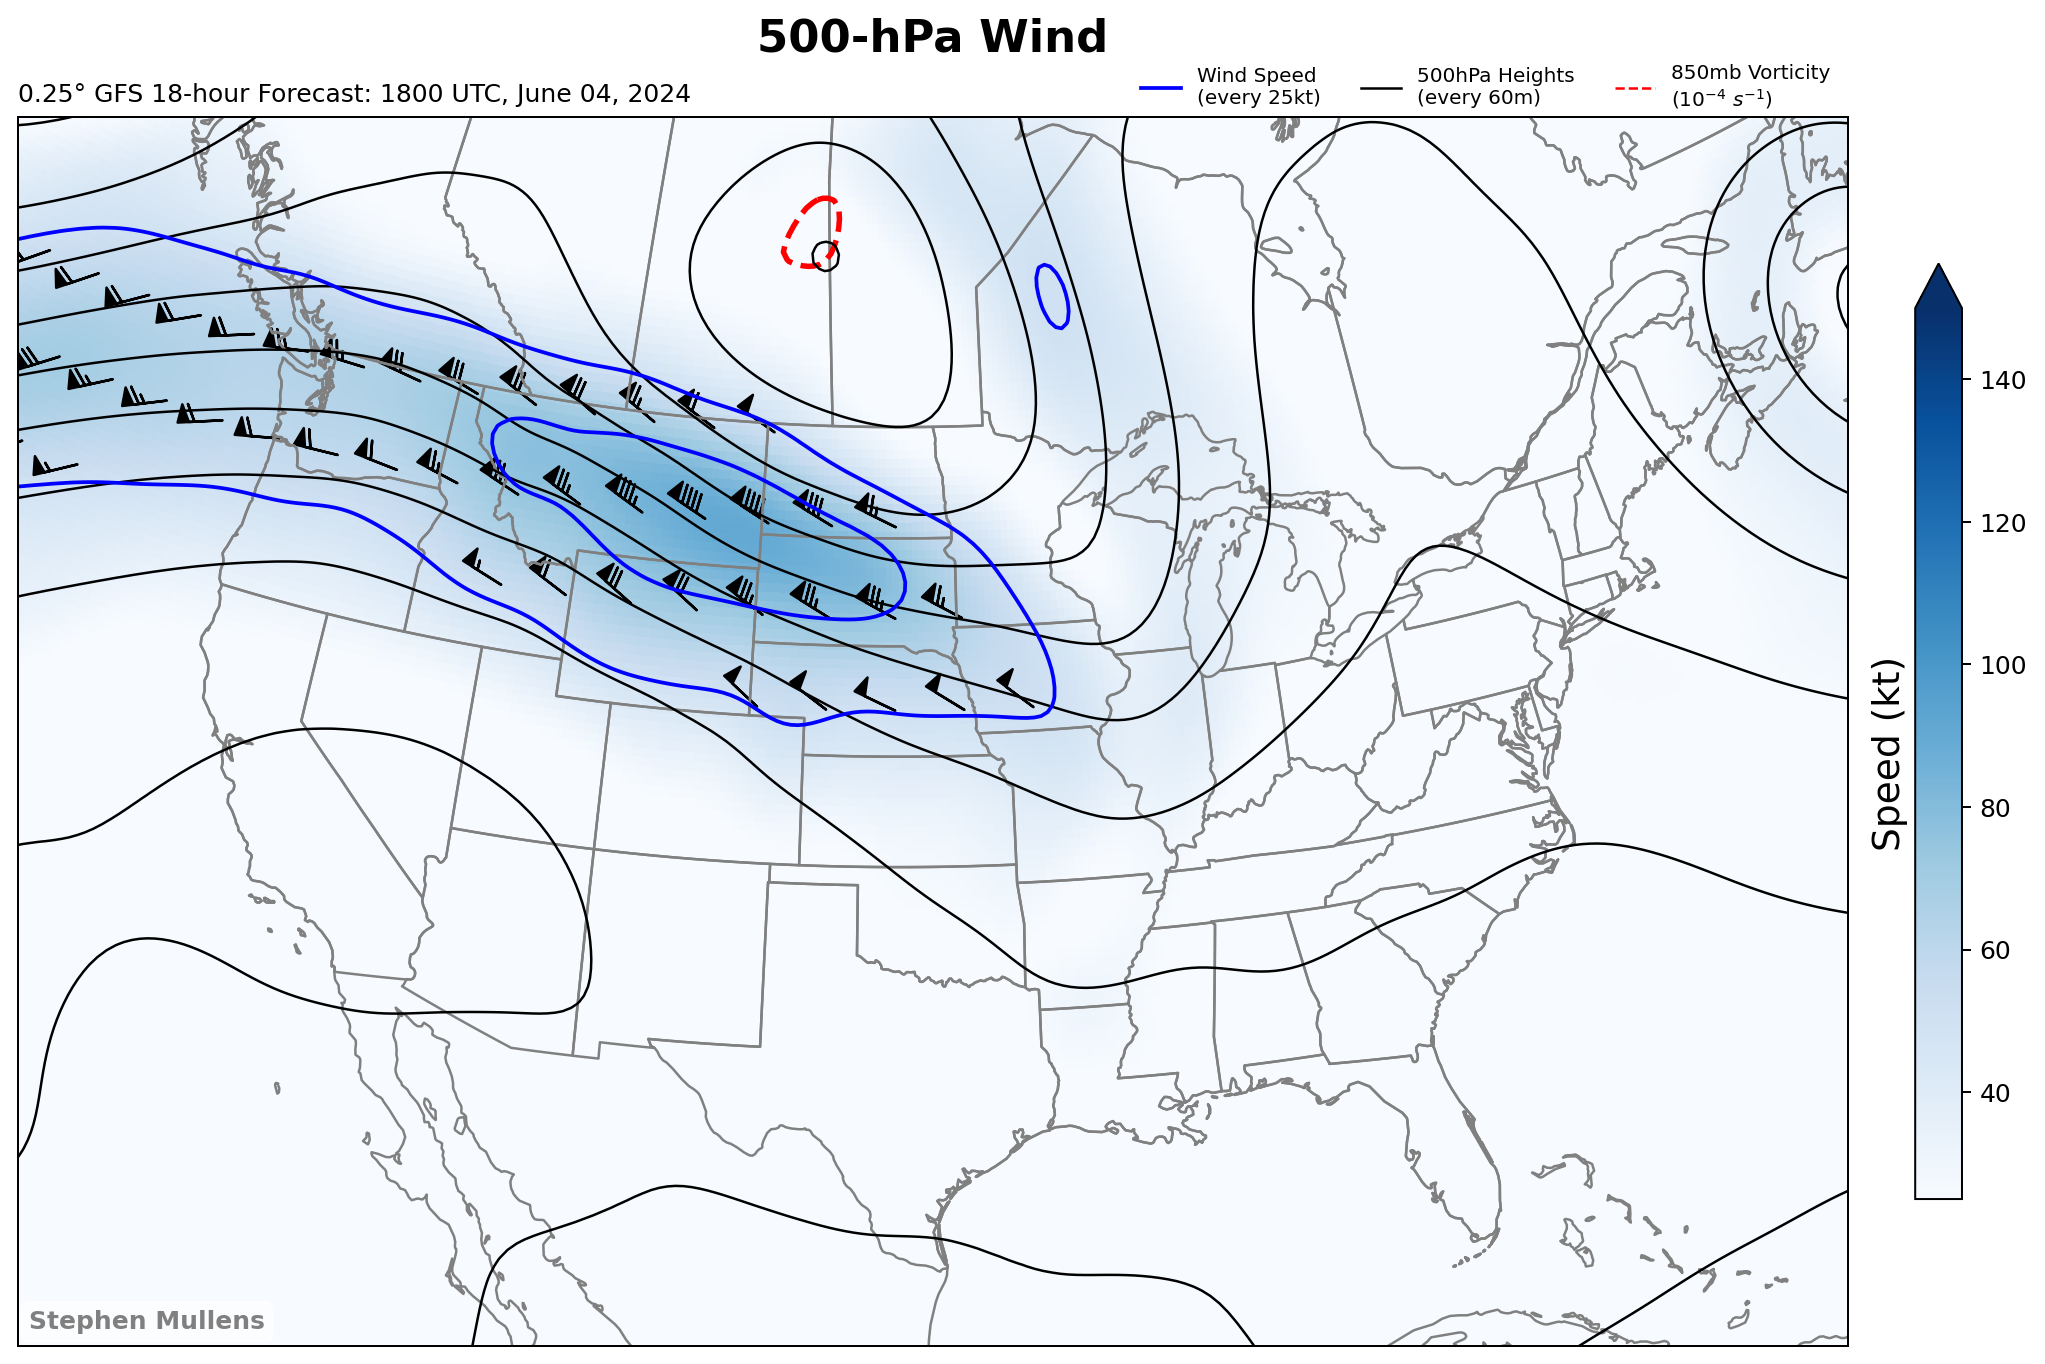 500-hPa Wind
0.25° GFS 18-hour Forecast: 1800 UTC, June 04, 2024
Wind Speed
(every 25kt)
500hPa Heights
(every 60m)
850mb Vorticity
(10⁻⁴ s⁻¹)
140
120
100
80
60
40
Speed (kt)
Stephen Mullens